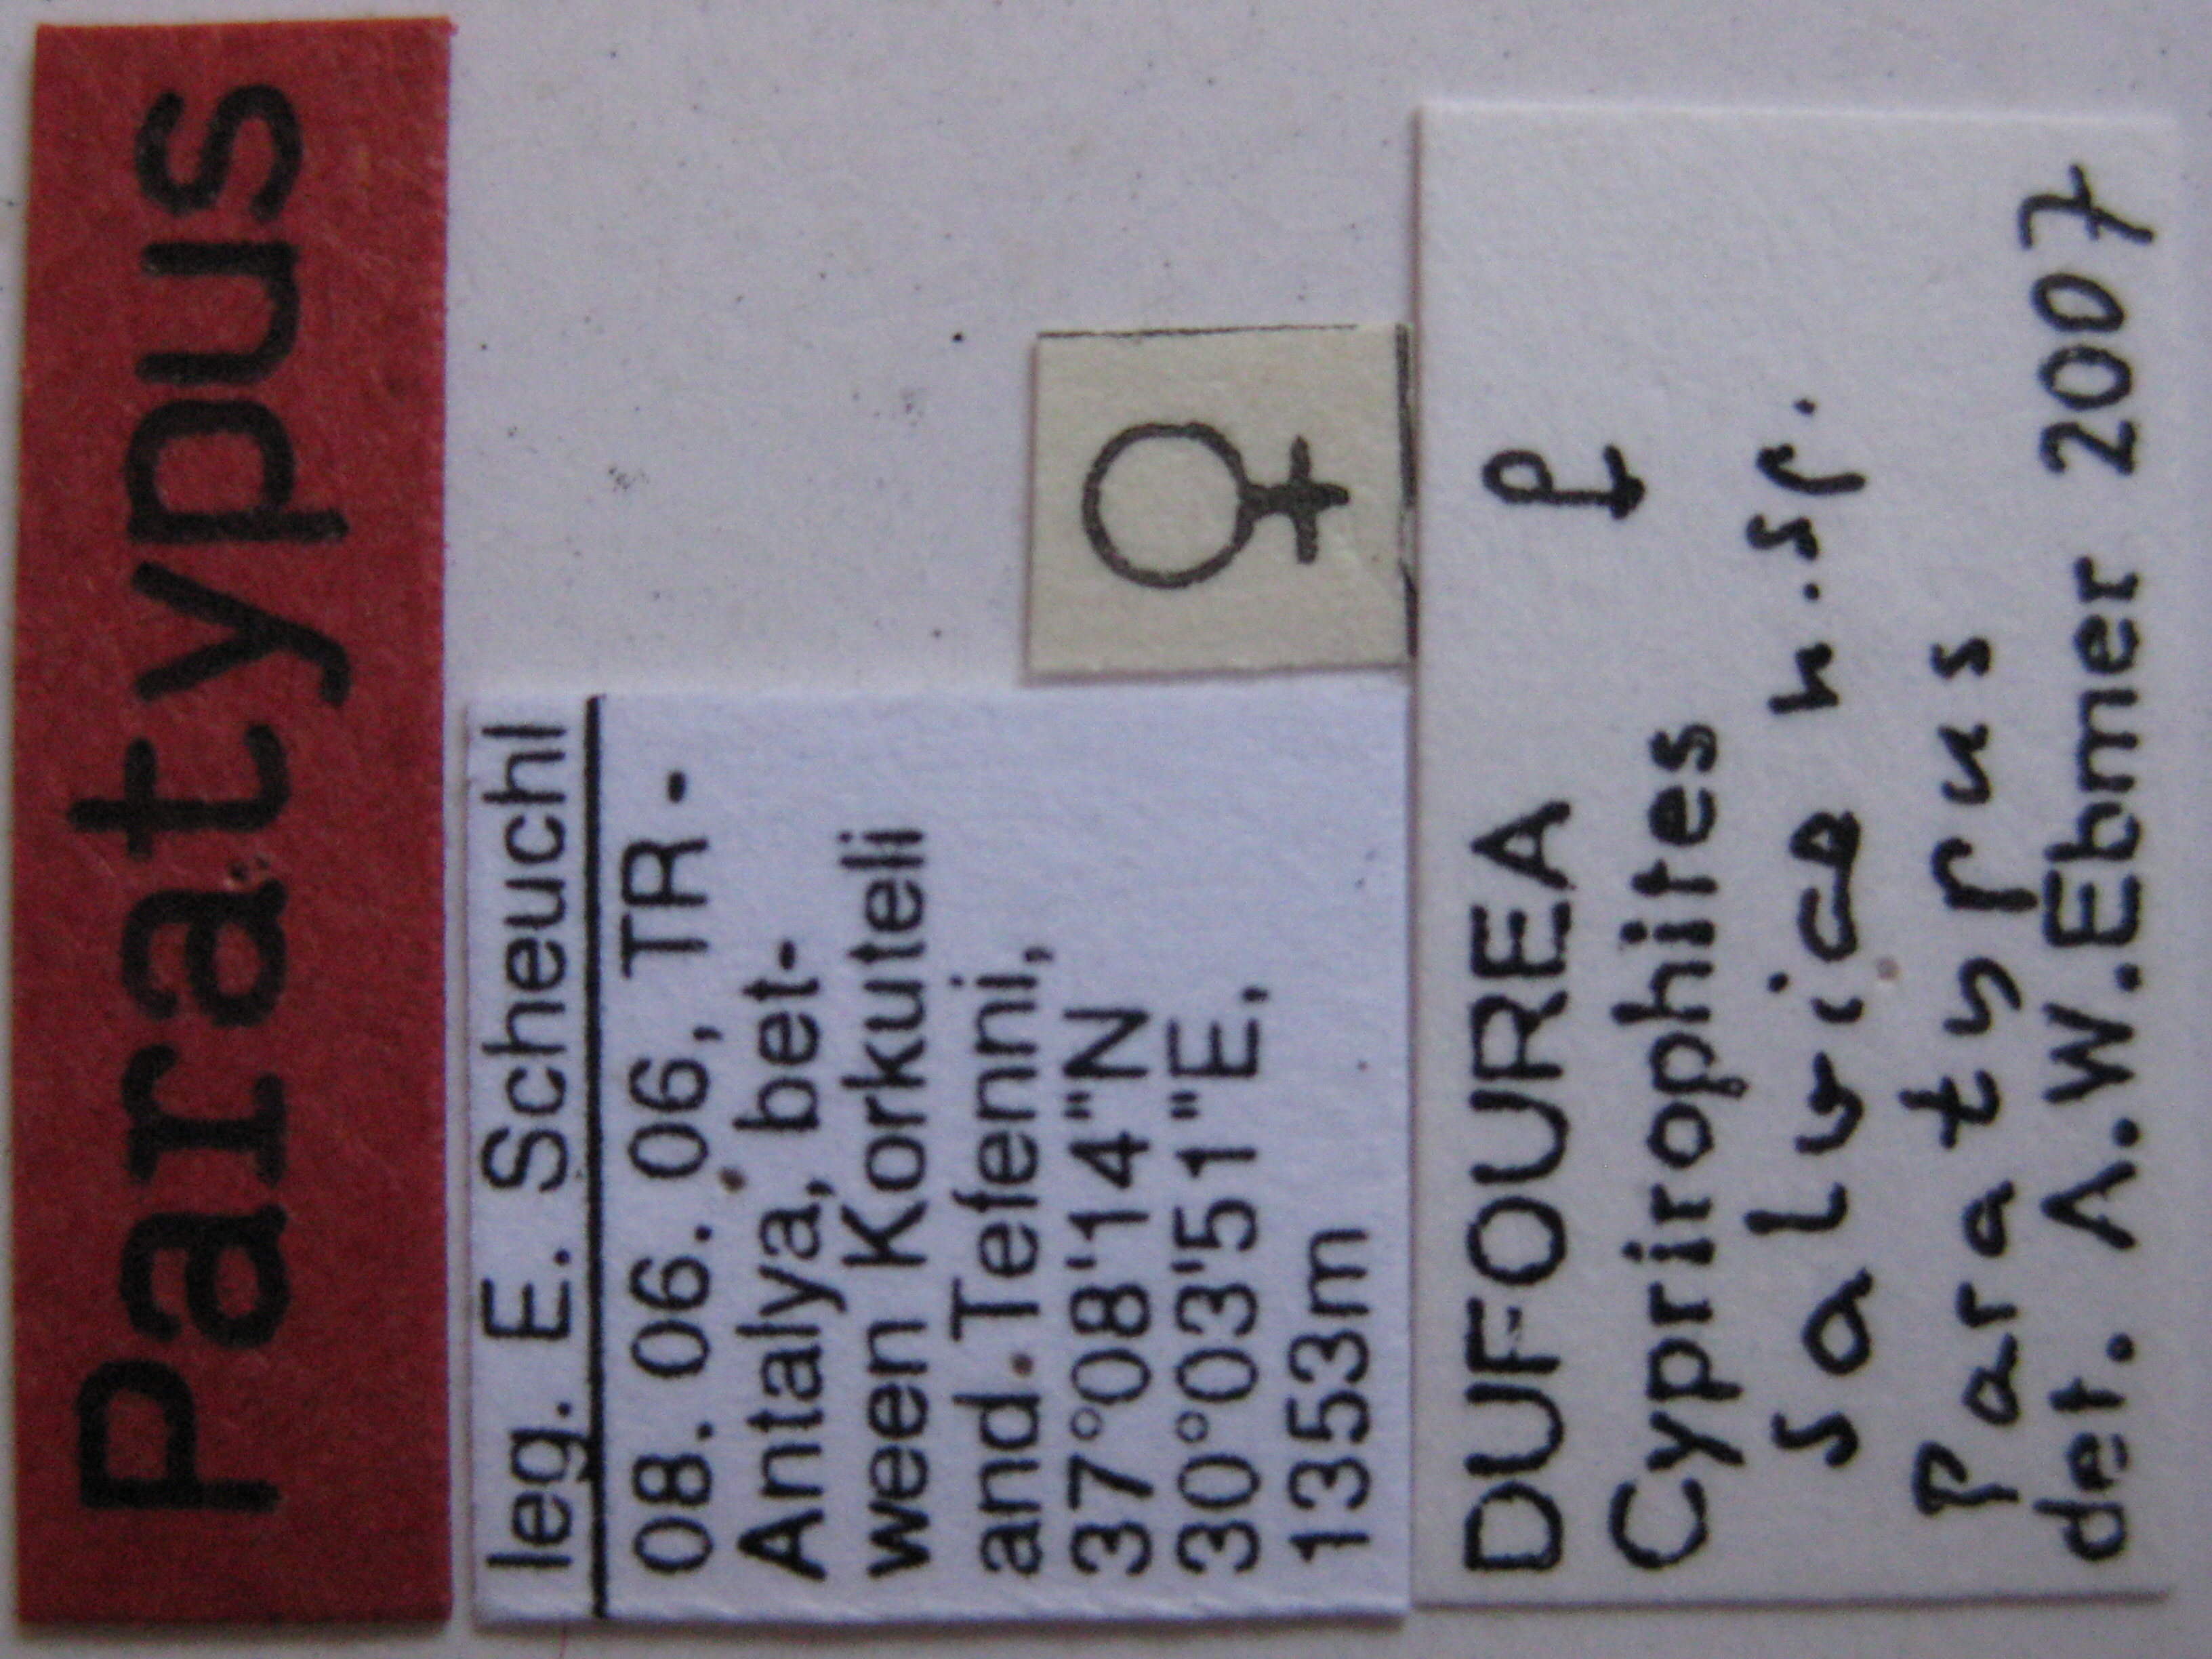 Paratypus
leg. E. Scheuchl
08. 06. 06, TR -
Antalya, bet-
ween Korkuteli
and Tefenni,
37°08'14"N
30°03'51"E,
1353m
♀
DUFOUREA ♀
Cyprirophites
salviae n.sp.
Paratypus
det. A.W.Ebmer 2007